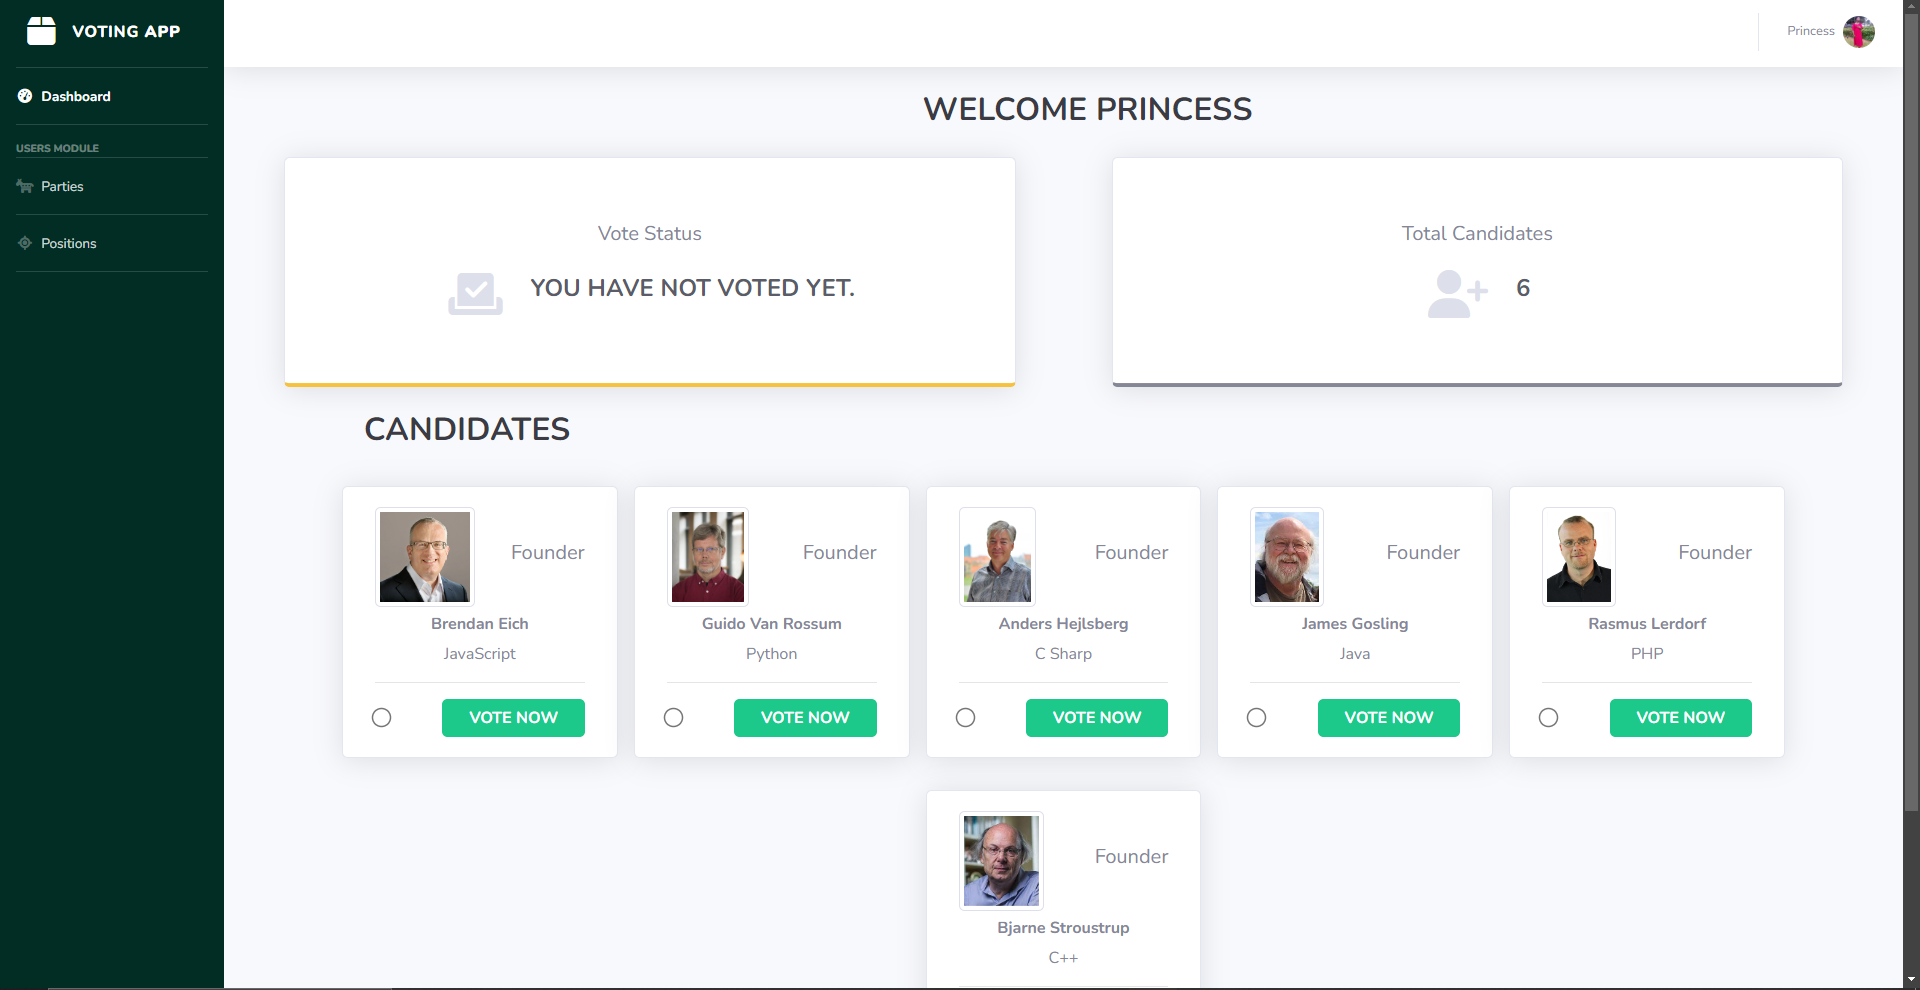 VOTING APP
Princess
Dashboard
USERS MODULE
Parties
Positions
WELCOME PRINCESS
Vote Status
YOU HAVE NOT VOTED YET.
Total Candidates
6
CANDIDATES
Founder
Brendan Eich
JavaScript
VOTE NOW
Founder
Guido Van Rossum
Python
VOTE NOW
Founder
Anders Hejlsberg
C Sharp
VOTE NOW
Founder
James Gosling
Java
VOTE NOW
Founder
Rasmus Lerdorf
PHP
VOTE NOW
Founder
Bjarne Stroustrup
C++